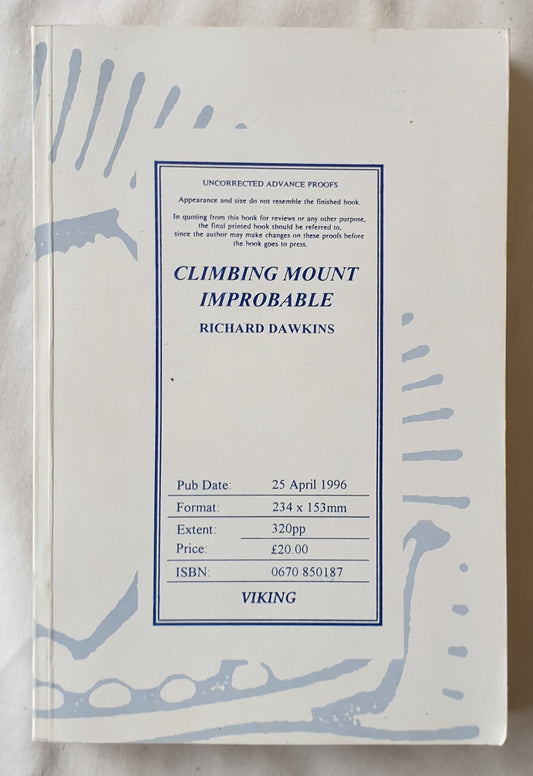 UNCORRECTED ADVANCE PROOFS
Appearance and size do not resemble the finished book.
In quoting from this book for reviews or any other purpose,
the final printed book should be referred to,
since the author may make changes on these proofs before
the book goes to press.
CLIMBING MOUNT
IMPROBABLE
RICHARD DAWKINS
Pub Date: 25 April 1996
Format: 234 x 153mm
Extent: 320pp
Price: £20.00
ISBN: 0670 850187
VIKING